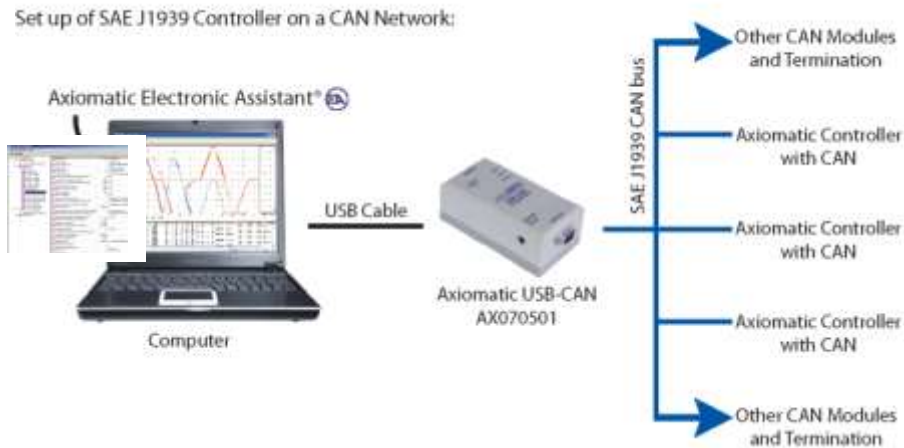 Set up of SAE J1939 Controller on a CAN Network:
Axiomatic Electronic Assistant® EA
Other CAN Modules
and Termination
SAE J1939 CAN bus
Axiomatic Controller
with CAN
USB Cable
Axiomatic Controller
with CAN
Axiomatic USB-CAN
AX070501
Computer
Axiomatic Controller
with CAN
Other CAN Modules
and Termination